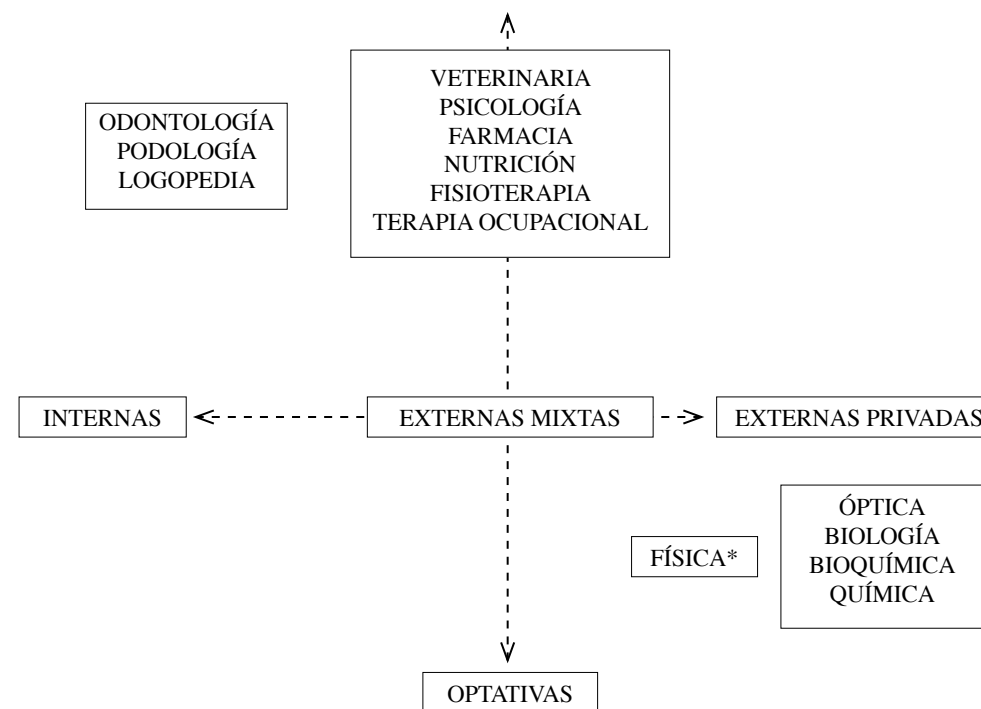 VETERINARIA
PSICOLOGÍA
FARMACIA
NUTRICIÓN
FISIOTERAPIA
TERAPIA OCUPACIONAL
ODONTOLOGÍA
PODOLOGÍA
LOGOPEDIA
INTERNAS
EXTERNAS MIXTAS
EXTERNAS PRIVADAS
FÍSICA*
ÓPTICA
BIOLOGÍA
BIOQUÍMICA
QUÍMICA
OPTATIVAS